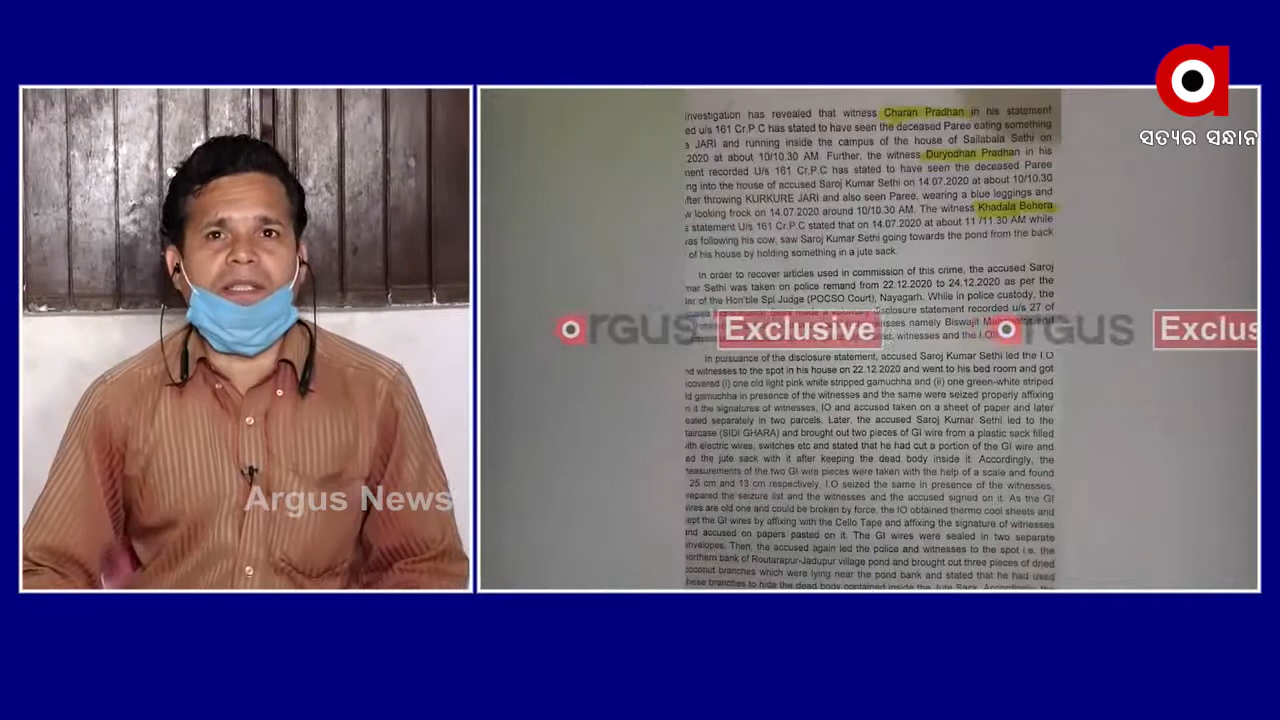 ସତ୍ୟର ସନ୍ଧାନ
Argus News
investigation has revealed that witness Charan Pradhan in his statement
ed u/s 161 Cr.P.C has stated to have seen the deceased Paree eating something
JARI and running inside the campus of the house of Sailabala Sethi on
.2020 at about 10/10.30 AM. Further, the witness Duryodhan Pradhan in his
ment recorded U/s 161 Cr.P.C has stated to have seen the deceased Paree
ng into the house of accused Saroj Kumar Sethi on 14.07.2020 at about 10/10.30
fter throwing KURKURE JARI and also seen Paree, wearing a blue leggings and
w looking frock on 14.07.2020 around 10/10.30 AM. The witness Khadala Behera
s statement U/s 161 Cr.P.C stated that on 14.07.2020 at about 11 /11.30 AM while
was following his cow, saw Saroj Kumar Sethi going towards the pond from the back
of his house by holding something in a jute sack.
In order to recover articles used in commission of this crime, the accused Saroj
mar Sethi was taken on police remand from 22.12.2020 to 24.12.2020 as per the
der of the Hon'ble Spl Judge (POCSO Court), Nayagarh. While in police custody, the
disclosure statement recorded u/s 27 of
esses namely Biswajit
witnesses and the I.O.
argus Exclusive argus Exclus
In pursuance of the disclosure statement, accused Saroj Kumar Sethi led the I.O
nd witnesses to the spot in his house on 22.12.2020 and went to his bed room and got
covered (i) one old light pink white stripped gamuchha and (ii) one green-white striped
ld gamuchha in presence of the witnesses and the same were seized properly affixing
n it the signatures of witnesses, IO and accused taken on a sheet of paper and later
ealed separately in two parcels. Later, the accused Saroj Kumar Sethi led to the
taircase (SIDI GHARA) and brought out two pieces of GI wire from a plastic sack filled
ith electric wires, switches etc and stated that he had cut a portion of the GI wire and
ed the jute sack with it after keeping the dead body inside it. Accordingly, the
easurements of the two GI wire pieces were taken with the help of a scale and found
25 cm and 13 cm respectively. I.O seized the same in presence of the witnesses,
repared the seizure list and the witnesses and the accused signed on it. As the GI
ires are old one and could be broken by force, the IO obtained thermo cool sheets and
ept the GI wires by affixing with the Cello Tape and affixing the signature of witnesses
nd accused on papers pasted on it. The GI wires were sealed in two separate
nvelopes. Then, the accused again led the police and witnesses to the spot i.e. the
northern bank of Routarapur-Jadupur village pond and brought out three pieces of dried
coconut branches which were lying near the pond bank and stated that he had used
hese branches to hide the dead body contained inside the Jute Sack. Accordingly, the